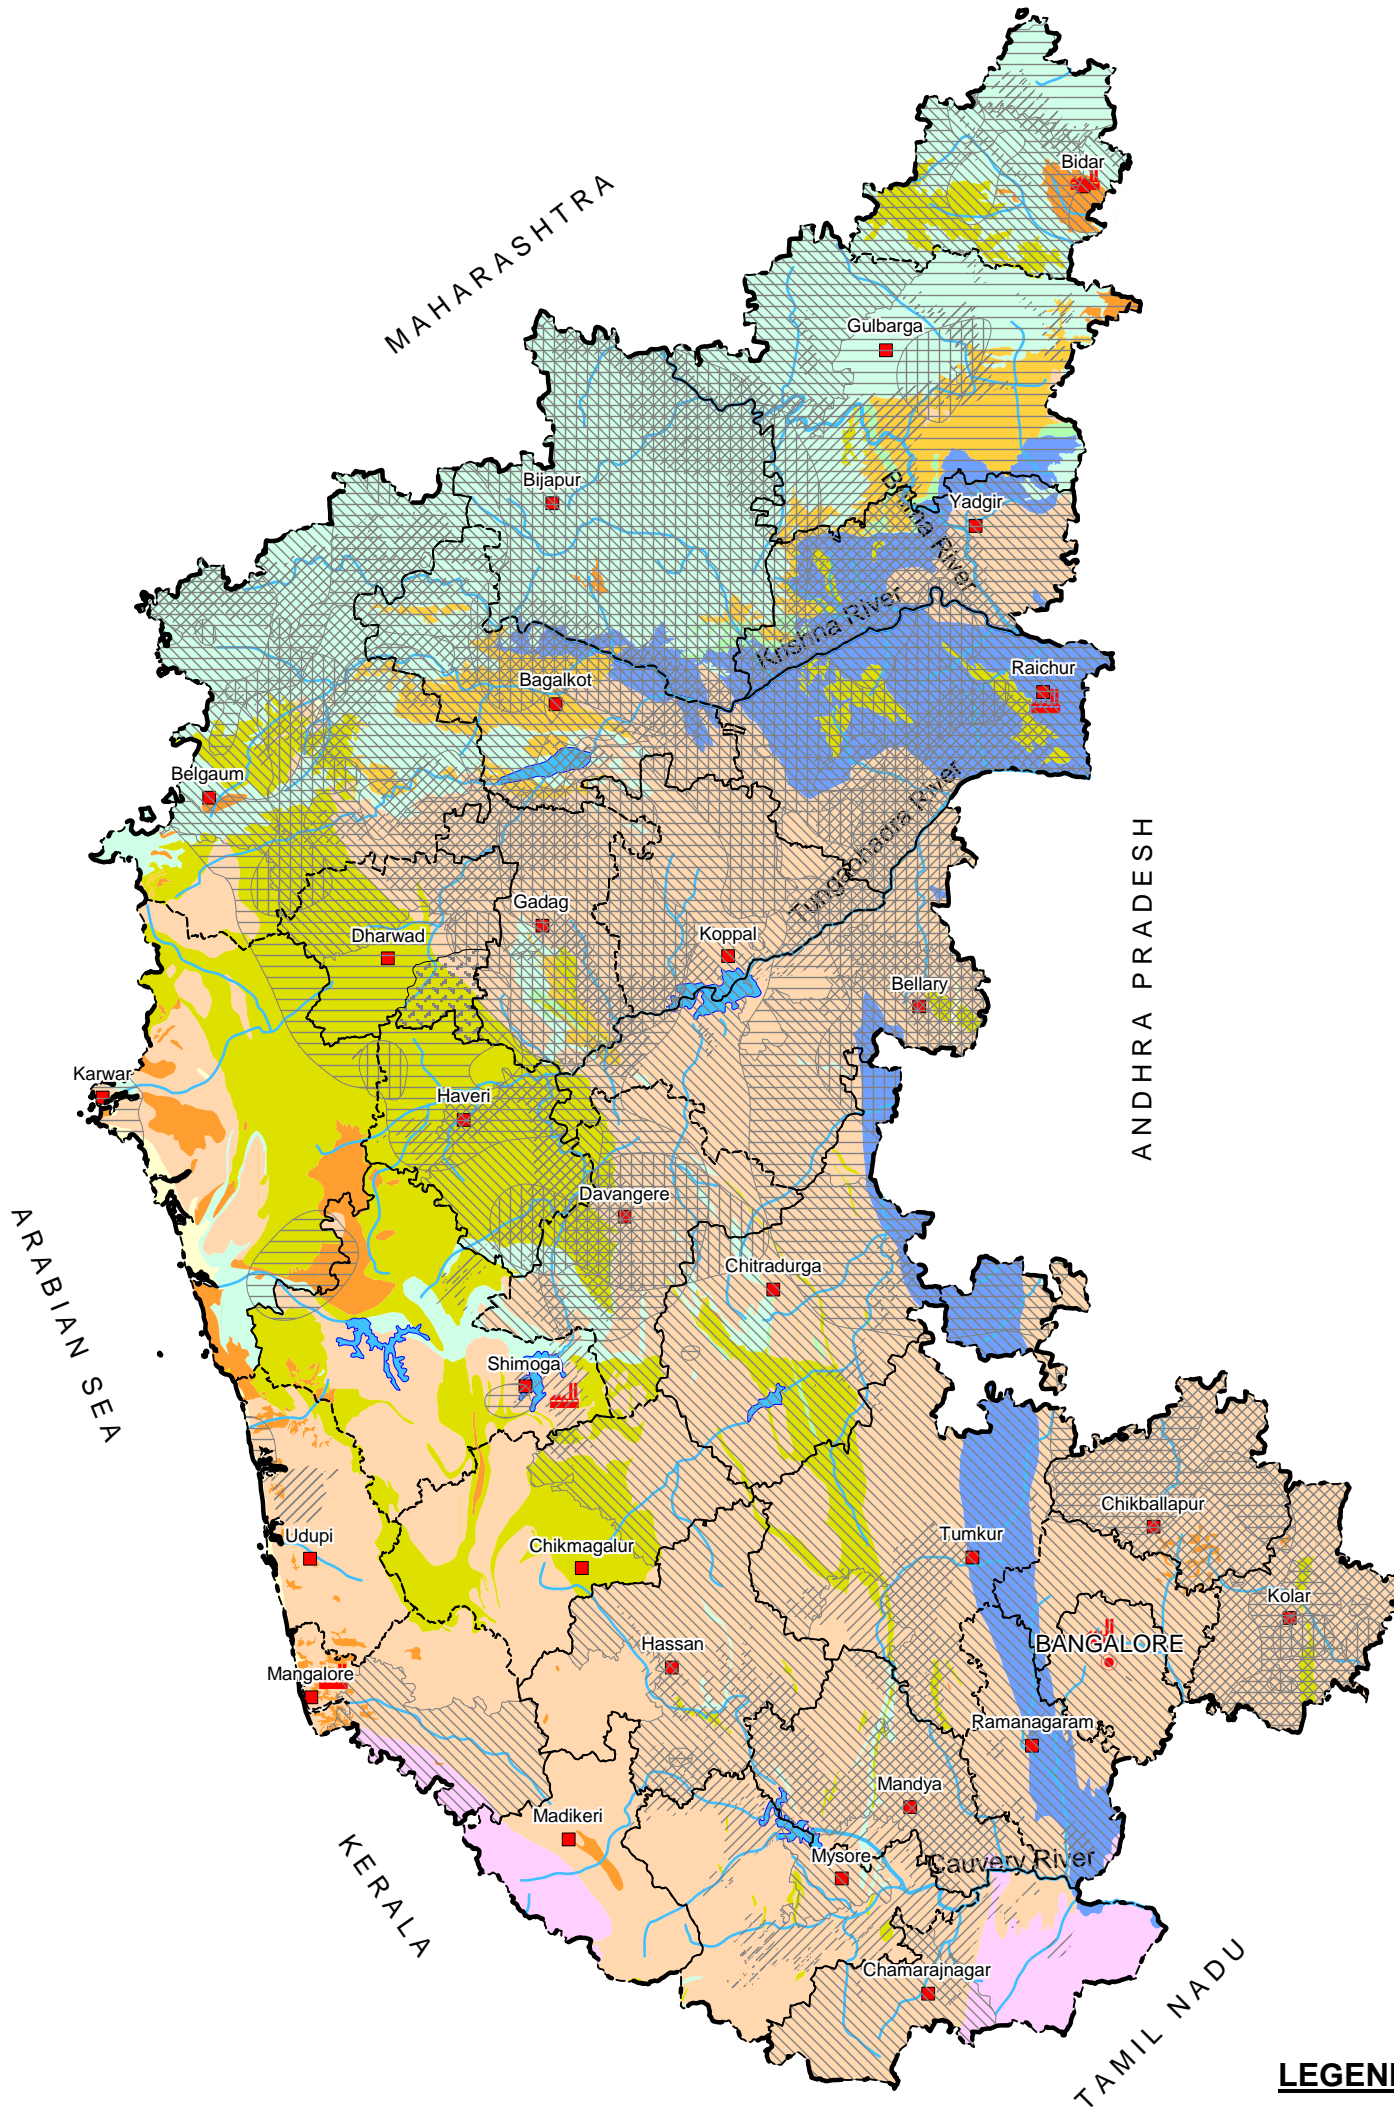 Bidar
MAHARASHTRA
Gulbarga
Bijapur
Yadgir
Bhima River
Krishna River
Raichur
Bagalkot
Belgaum
Tungabhadra River
ANDHRA PRADESH
Gadag
Dharwad
Koppal
Bellary
Karwar
Haveri
Davangere
ARABIAN SEA
Chitradurga
Shimoga
Chikballapur
Udupi
Tumkur
Chikmagalur
Kolar
Hassan
BANGALORE
Mangalore
Ramanagaram
Mandya
Madikeri
KERALA
Mysore
Cauvery River
Chamarajnagar
TAMIL NADU